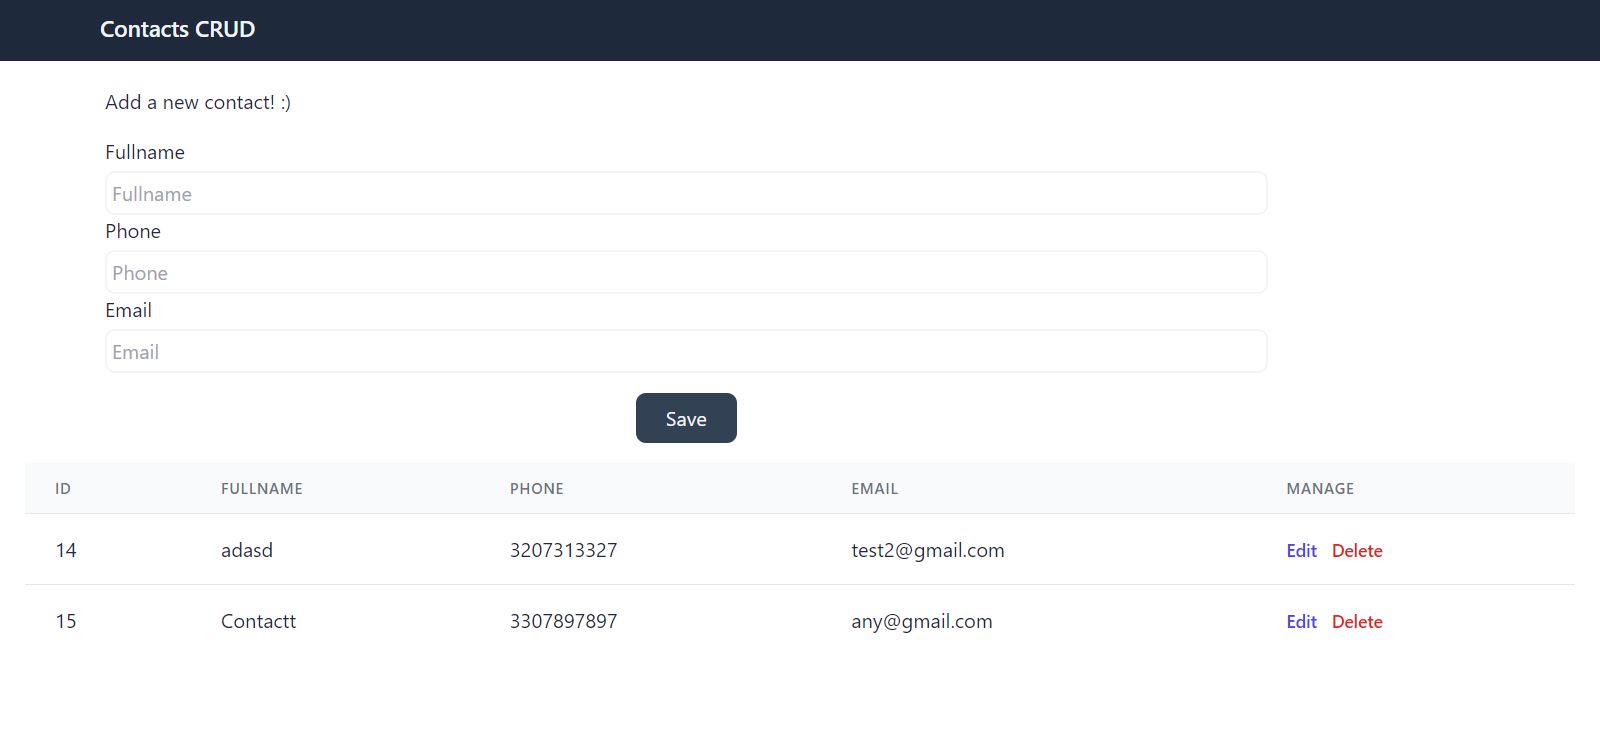 Contacts CRUD
Add a new contact! :)
Fullname
Fullname
Phone
Phone
Email
Email
Save
ID FULLNAME PHONE EMAIL MANAGE
14 adasd 3207313327 test2@gmail.com Edit Delete
15 Contactt 3307897897 any@gmail.com Edit Delete